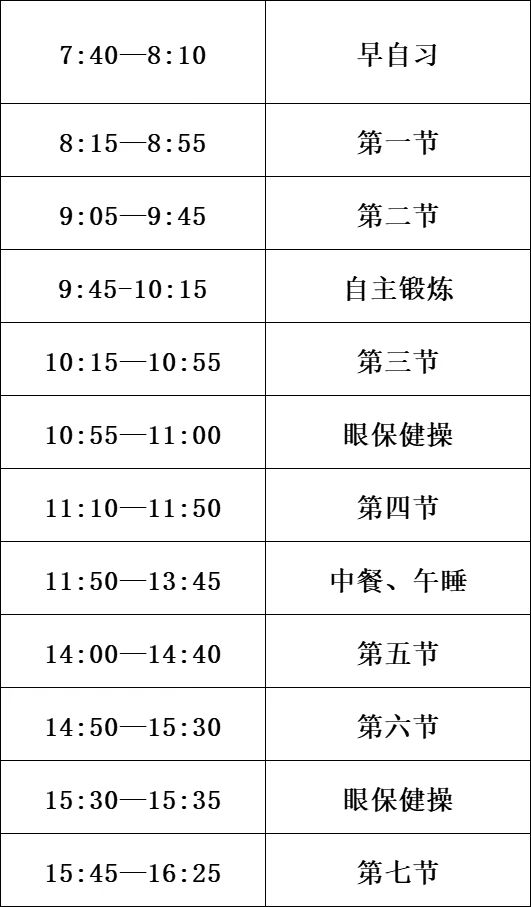 7:40—8:10 早自习
8:15—8:55 第一节
9:05—9:45 第二节
9:45-10:15 自主锻炼
10:15—10:55 第三节
10:55—11:00 眼保健操
11:10—11:50 第四节
11:50—13:45 中餐、午睡
14:00—14:40 第五节
14:50—15:30 第六节
15:30—15:35 眼保健操
15:45—16:25 第七节